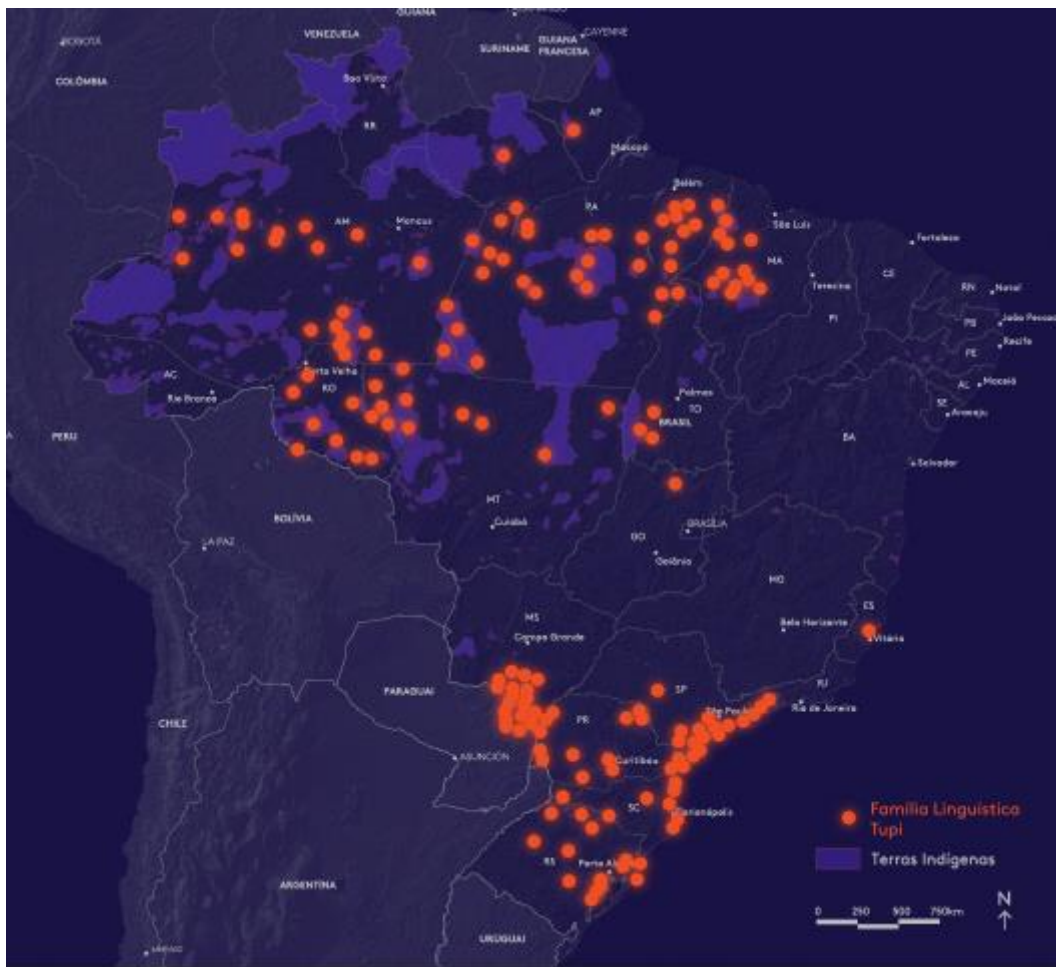 GUIANA
VENEZUELA
CAYENNE
BOGOTÁ
SURINAME
GUIANA
FRANCESA
COLÔMBIA
Boa Vista
AP
RR
Macapá
Belém
PA
AM
Manaus
São Luís
Fortaleza
MA
CE
Teresina
RN
Natal
PI
PB
João Pessoa
PE
Recife
Porto Velho
AC
RO
Palmas
AL
Maceió
Rio Branco
TO
SE
Aracaju
BRASIL
PERU
BA
Salvador
MT
BOLÍVIA
Cuiabá
BRASÍLIA
LA PAZ
GO
Goiânia
MG
ES
MS
Belo Horizonte
Vitória
Campo Grande
RJ
PARAGUAI
SP
São Paulo
Rio de Janeiro
CHILE
PR
ASUNCIÓN
Curitiba
SC
Florianópolis
Família Linguística
Tupi
RS
Porto Al
Terras Indígenas
ARGENTINA
N
0 250 500 750km
URUGUAI